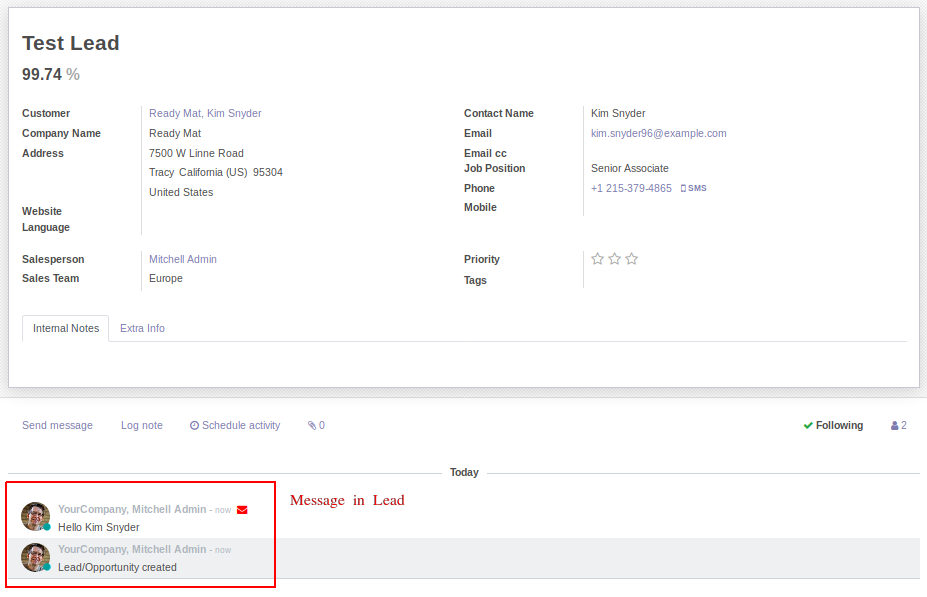 Test Lead
99.74 %
Customer Ready Mat, Kim Snyder
Company Name Ready Mat
Address 7500 W Linne Road
Tracy California (US) 95304
United States
Website
Language
Contact Name Kim Snyder
Email kim.snyder96@example.com
Email cc
Job Position Senior Associate
Phone +1 215-379-4865 SMS
Mobile
Salesperson Mitchell Admin
Sales Team Europe
Priority
Tags
Internal Notes Extra Info
Send message Log note Schedule activity 0 Following 2
Today
Message in Lead
YourCompany, Mitchell Admin - now
Hello Kim Snyder
YourCompany, Mitchell Admin - now
Lead/Opportunity created